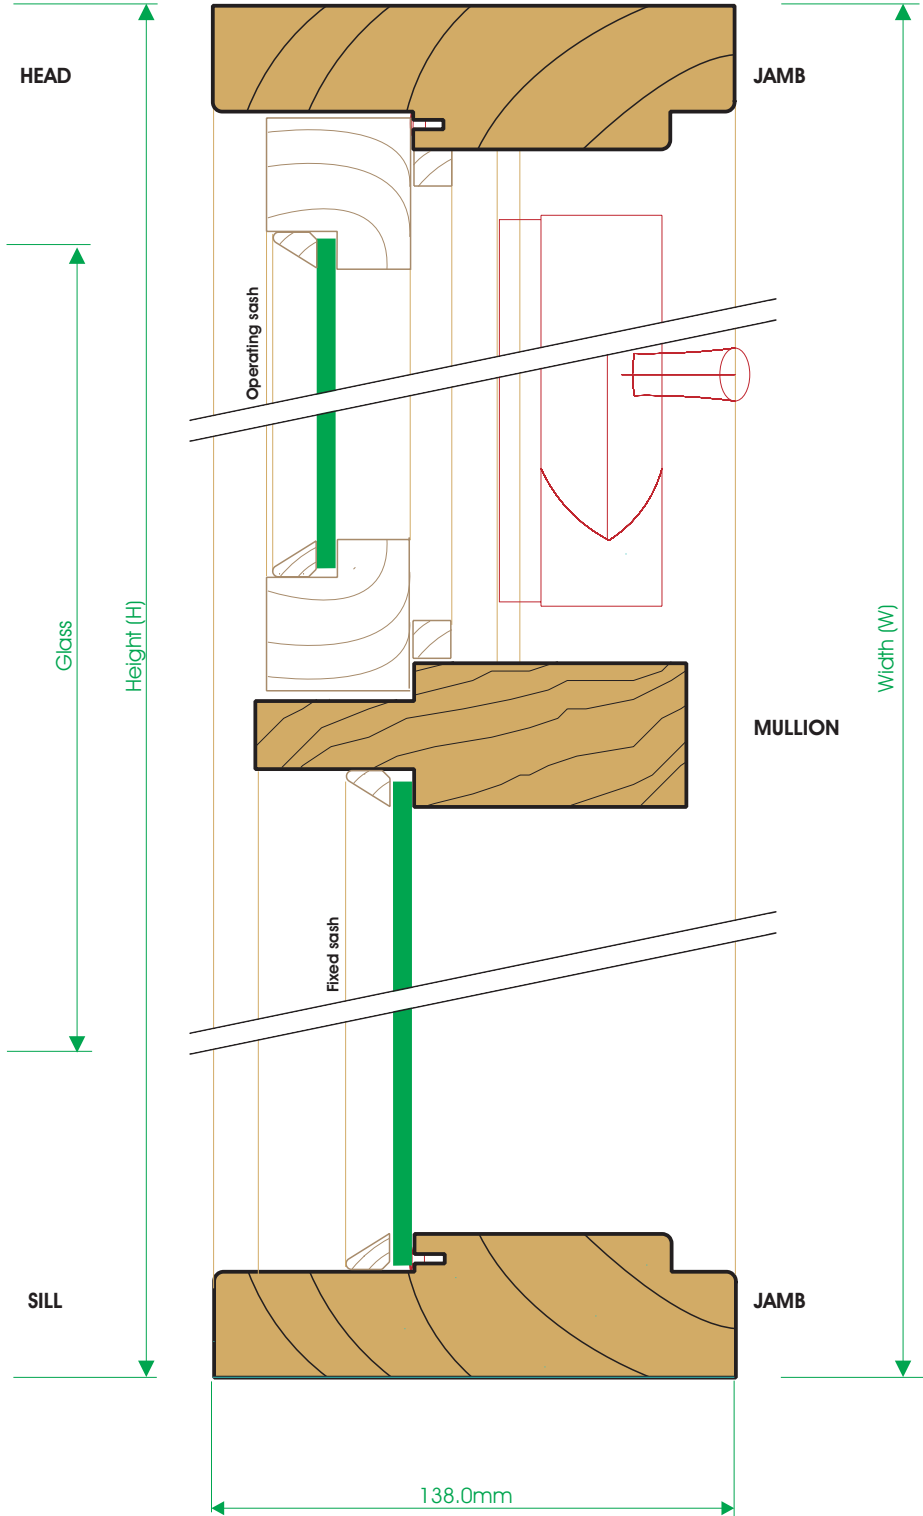 HEAD
JAMB
Operating sash
Glass
Height (H)
Width (W)
MULLION
Fixed sash
SILL
JAMB
138.0mm